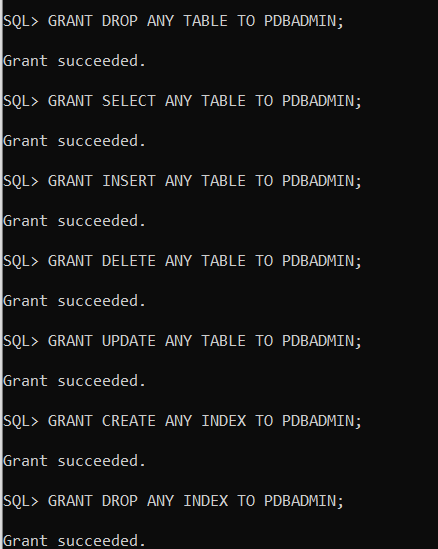 SQL> GRANT DROP ANY TABLE TO PDBADMIN;
Grant succeeded.
SQL> GRANT SELECT ANY TABLE TO PDBADMIN;
Grant succeeded.
SQL> GRANT INSERT ANY TABLE TO PDBADMIN;
Grant succeeded.
SQL> GRANT DELETE ANY TABLE TO PDBADMIN;
Grant succeeded.
SQL> GRANT UPDATE ANY TABLE TO PDBADMIN;
Grant succeeded.
SQL> GRANT CREATE ANY INDEX TO PDBADMIN;
Grant succeeded.
SQL> GRANT DROP ANY INDEX TO PDBADMIN;
Grant succeeded.